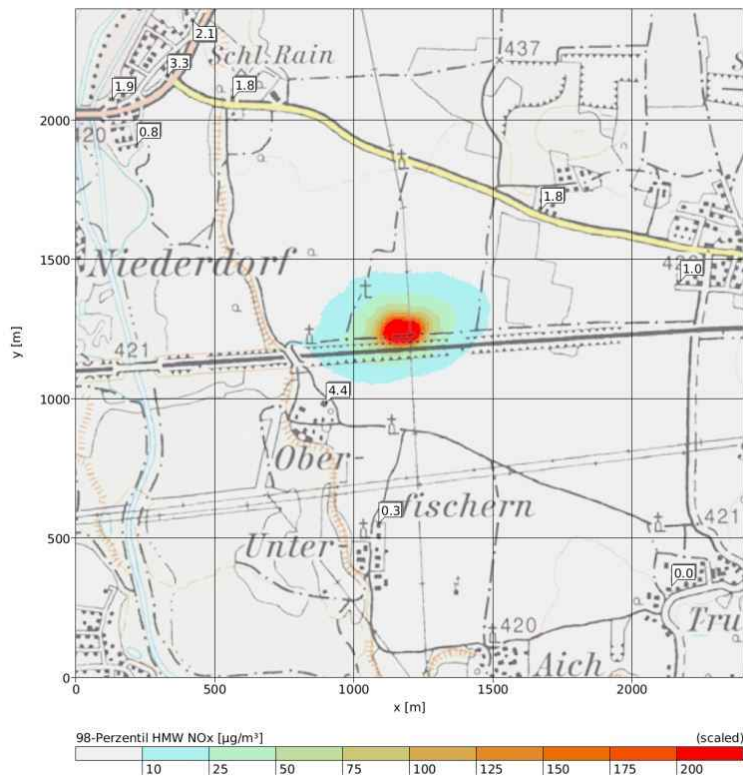 2.1
Schl.Rain
437
3.3
1.9
1.8
2000
0.8
420
1.8
Niederdorf
1500
1.0
y [m]
421
1000
4.4
Ober-
fischern
0.3
500
Unter-
421
0.0
Tru
420
Aich
0
0 500 1000 1500 2000
x [m]
98-Perzentil HMW NOx [µg/m³] (scaled)
10 25 50 75 100 125 150 175 200